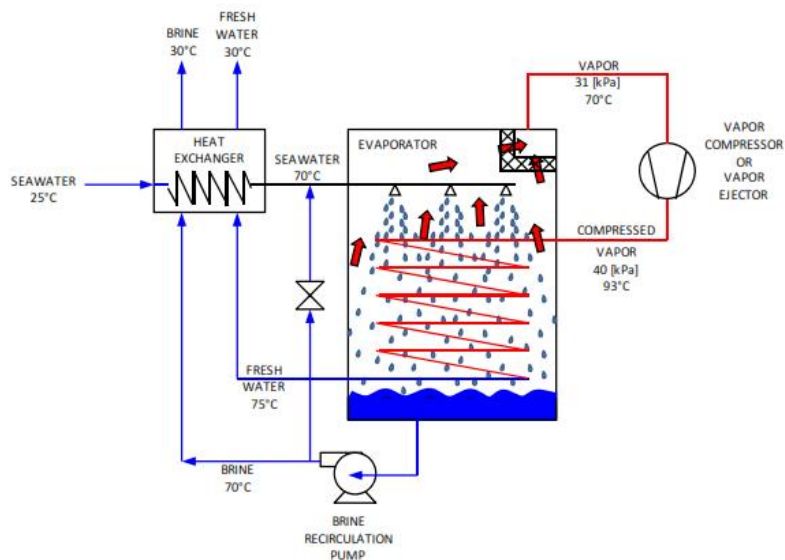 BRINE
30°C
FRESH
WATER
30°C
HEAT
EXCHANGER
SEAWATER
25°C
SEAWATER
70°C
EVAPORATOR
VAPOR
31 [kPa]
70°C
VAPOR
COMPRESSOR
OR
VAPOR
EJECTOR
COMPRESSED
VAPOR
40 [kPa]
93°C
FRESH
WATER
75°C
BRINE
70°C
BRINE
RECIRCULATION
PUMP